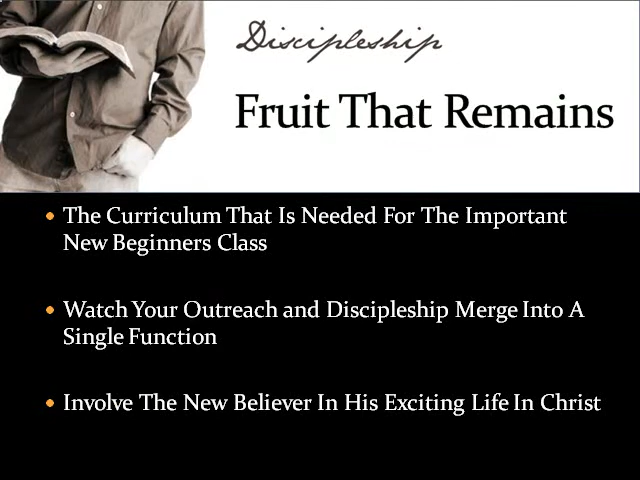 Discipleship
Fruit That Remains
• The Curriculum That Is Needed For The Important
New Beginners Class
• Watch Your Outreach and Discipleship Merge Into A
Single Function
• Involve The New Believer In His Exciting Life In Christ